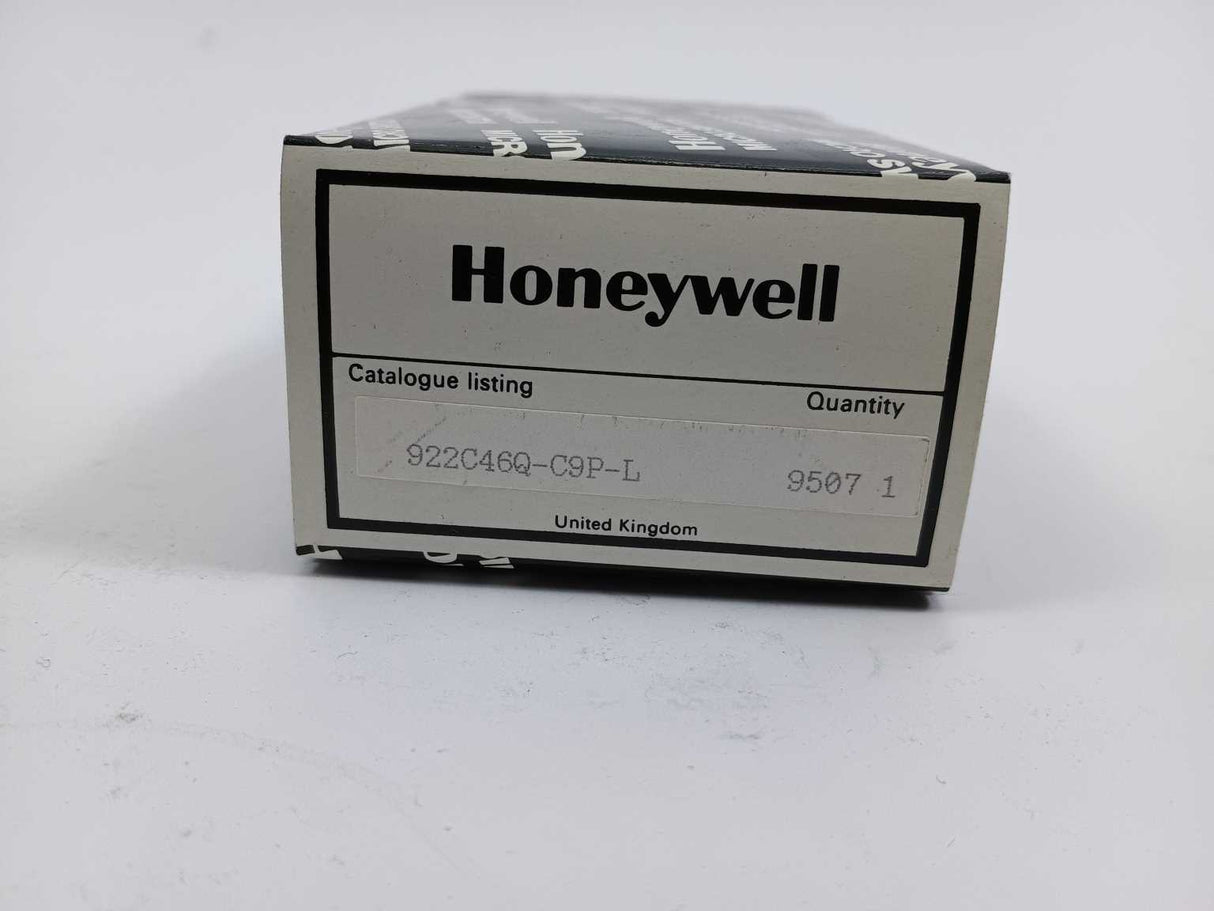 Honeywell
Catalogue listing Quantity
922C46Q-C9P-L 9507 1
United Kingdom